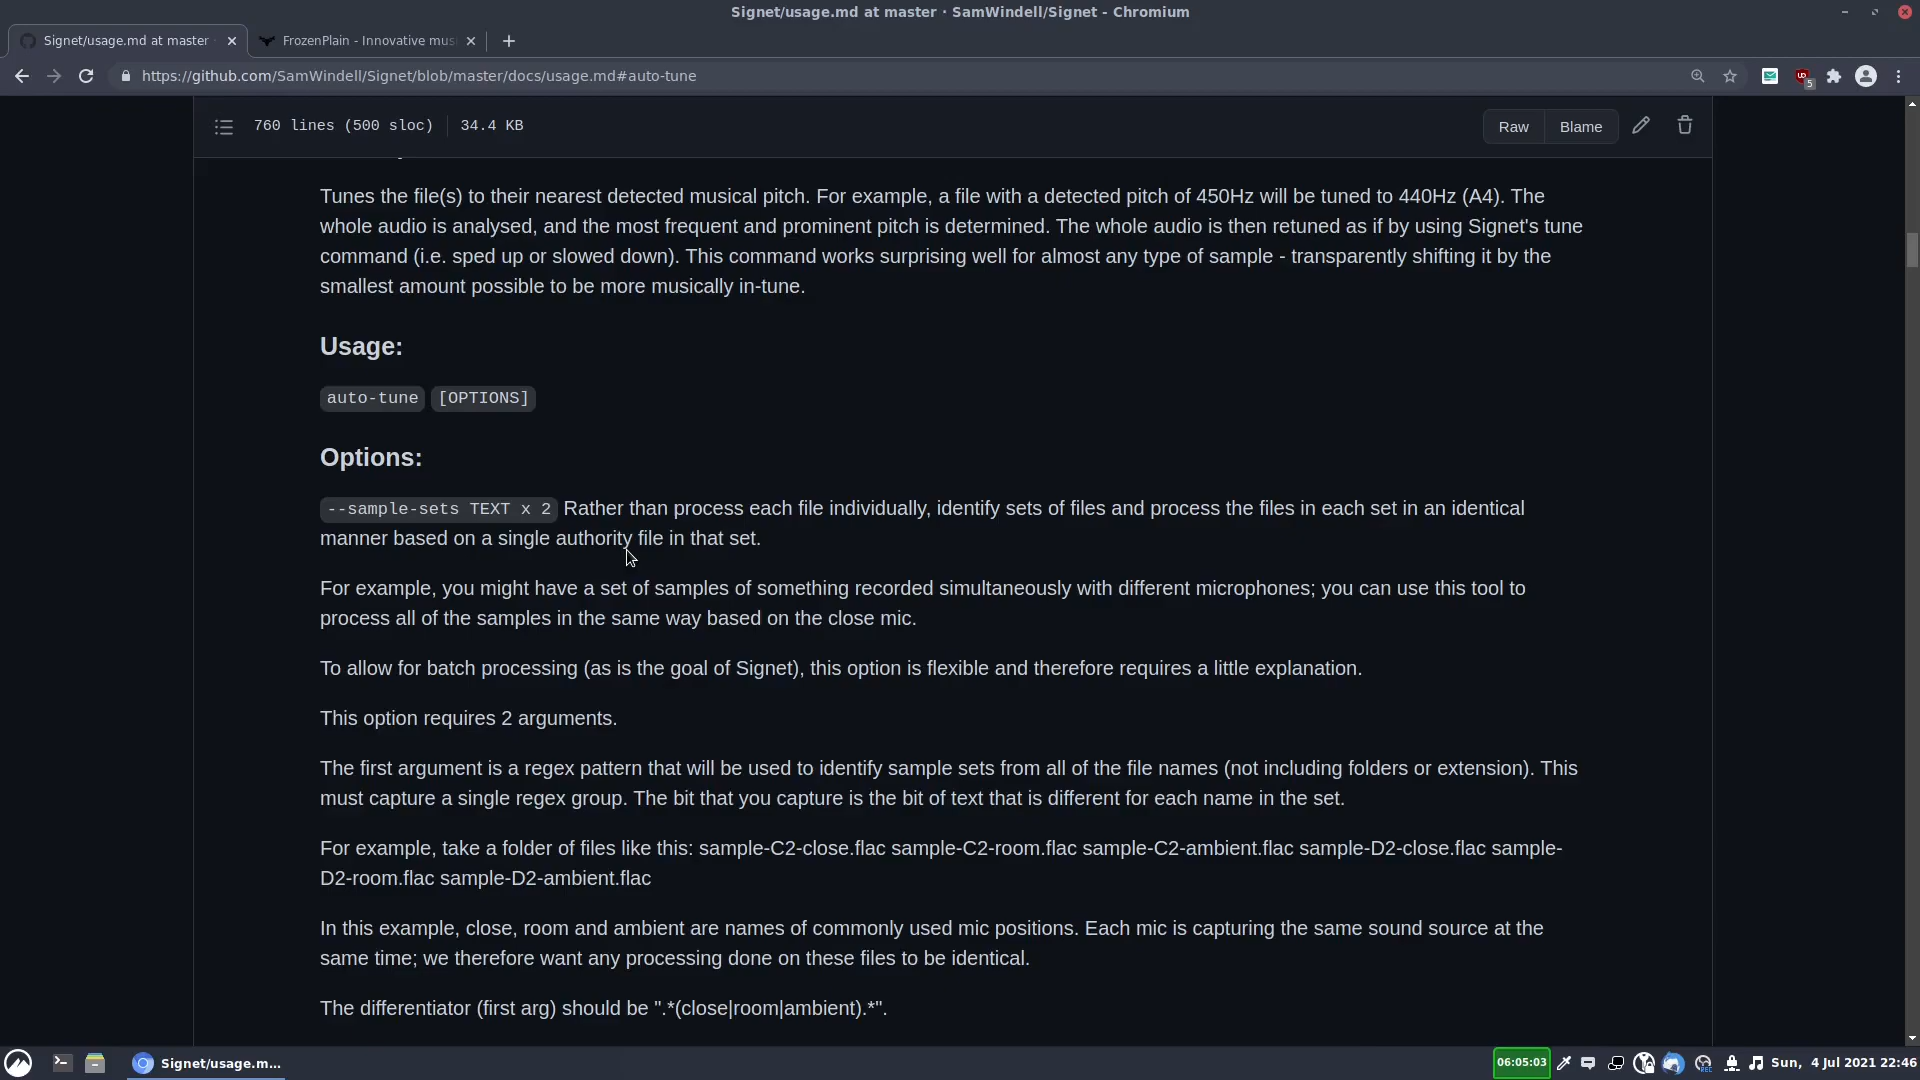 Signet/usage.md at master · SamWindell/Signet - Chromium
Signet/usage.md at master
FrozenPlain - Innovative mus
https://github.com/SamWindell/Signet/blob/master/docs/usage.md#auto-tune
5
760 lines (500 sloc) 34.4 KB
Raw Blame
Tunes the file(s) to their nearest detected musical pitch. For example, a file with a detected pitch of 450Hz will be tuned to 440Hz (A4). The
whole audio is analysed, and the most frequent and prominent pitch is determined. The whole audio is then retuned as if by using Signet's tune
command (i.e. sped up or slowed down). This command works surprising well for almost any type of sample - transparently shifting it by the
smallest amount possible to be more musically in-tune.
Usage:
auto-tune [OPTIONS]
Options:
--sample-sets TEXT x 2 Rather than process each file individually, identify sets of files and process the files in each set in an identical
manner based on a single authority file in that set.
For example, you might have a set of samples of something recorded simultaneously with different microphones; you can use this tool to
process all of the samples in the same way based on the close mic.
To allow for batch processing (as is the goal of Signet), this option is flexible and therefore requires a little explanation.
This option requires 2 arguments.
The first argument is a regex pattern that will be used to identify sample sets from all of the file names (not including folders or extension). This
must capture a single regex group. The bit that you capture is the bit of text that is different for each name in the set.
For example, take a folder of files like this: sample-C2-close.flac sample-C2-room.flac sample-C2-ambient.flac sample-D2-close.flac sample-
D2-room.flac sample-D2-ambient.flac
In this example, close, room and ambient are names of commonly used mic positions. Each mic is capturing the same sound source at the
same time; we therefore want any processing done on these files to be identical.
The differentiator (first arg) should be ".*(close|room|ambient).*".
Signet/usage.m...
06:05:03
Sun, 4 Jul 2021 22:46